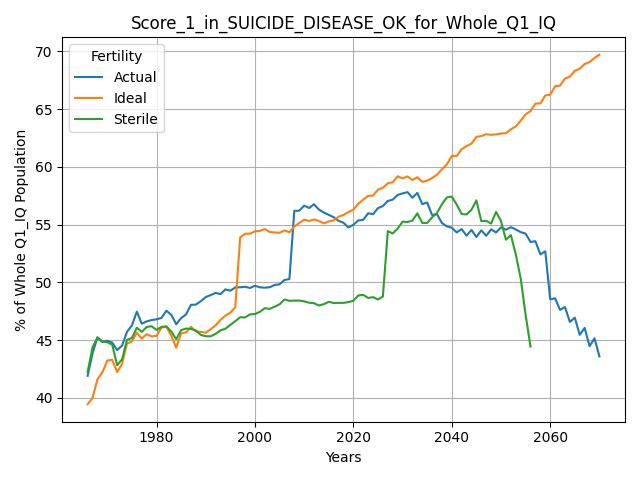 Score_1_in_SUICIDE_DISEASE_OK_for_Whole_Q1_IQ
Fertility
Actual
Ideal
Sterile
% of Whole Q1_IQ Population
70
65
60
55
50
45
40
1980
2000
2020
2040
2060
Years